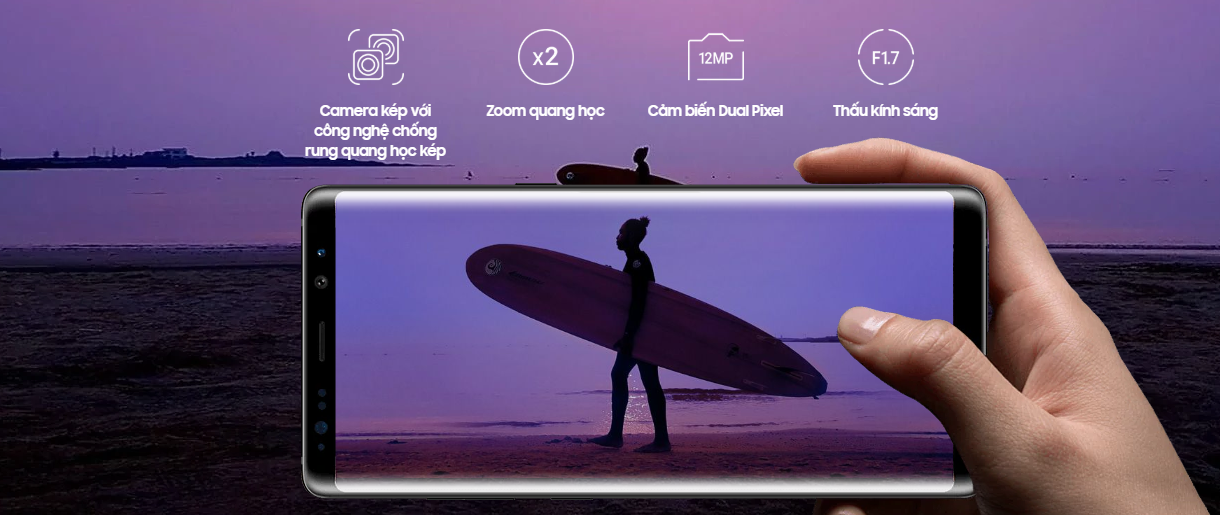 x2
12MP
F1.7
Camera kép với
công nghệ chống
rung quang học kép
Zoom quang học
Cảm biến Dual Pixel
Thấu kính sáng